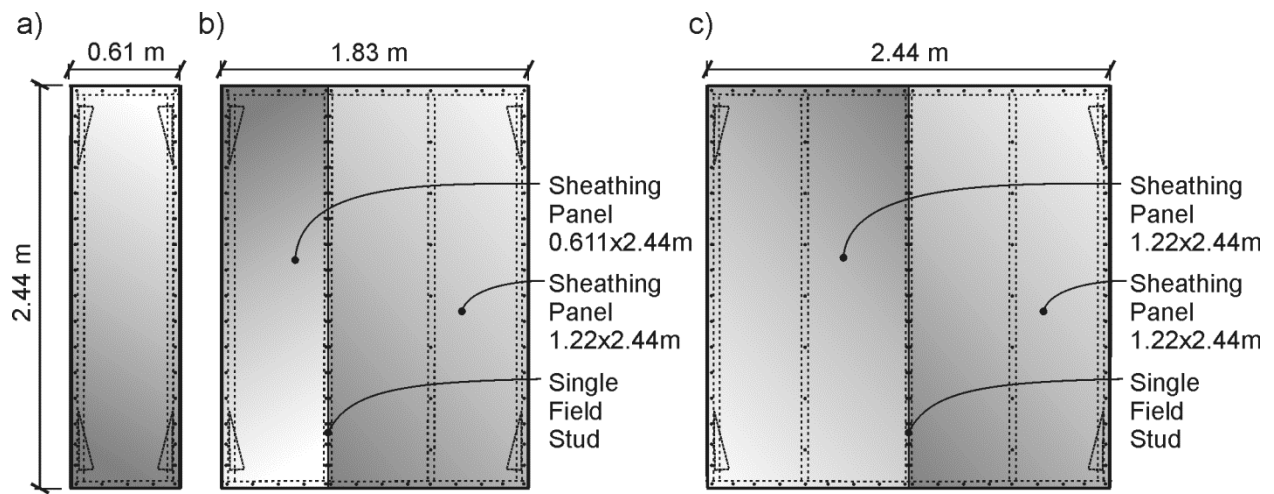 a)
0.61 m
2.44 m
b)
1.83 m
Sheathing
Panel
0.611x2.44m
Sheathing
Panel
1.22x2.44m
Single
Field
Stud
c)
2.44 m
Sheathing
Panel
1.22x2.44m
Sheathing
Panel
1.22x2.44m
Single
Field
Stud